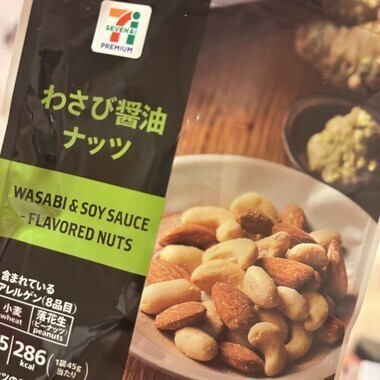 7
SEVEN&i
PREMIUM
わさび醤油
ナッツ
WASABI & SOY SAUCE
- FLAVORED NUTS
含まれている
アレルゲン(8品目)
小麦
wheat
落花生
(ピーナッツ)
peanuts
5
286
kcal
1袋45g
当たり